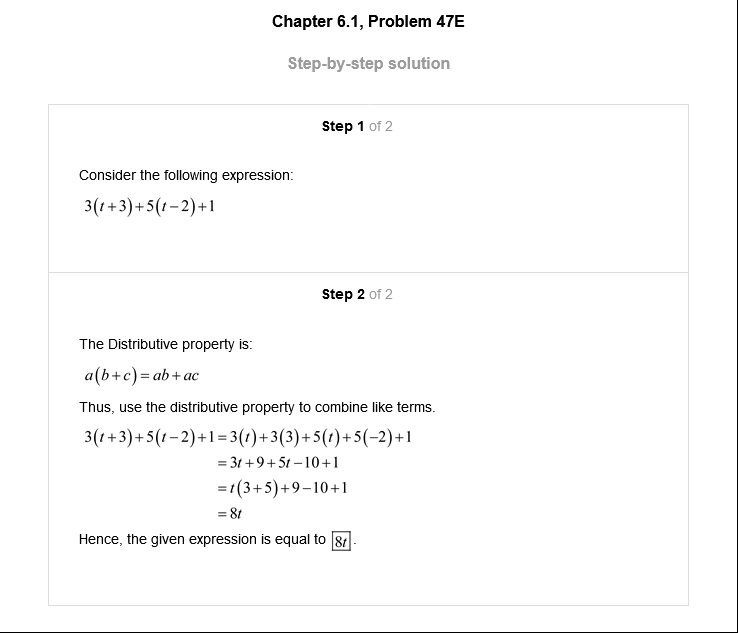 Chapter 6.1, Problem 47E
Step-by-step solution
Step 1 of 2
Consider the following expression:
3(t+3)+5(t−2)+1
Step 2 of 2
The Distributive property is:
a(b+c)=ab+ac
Thus, use the distributive property to combine like terms.
3(t+3)+5(t−2)+1=3(t)+3(3)+5(t)+5(−2)+1
=3t+9+5t−10+1
=t(3+5)+9−10+1
=8t
Hence, the given expression is equal to 8t.